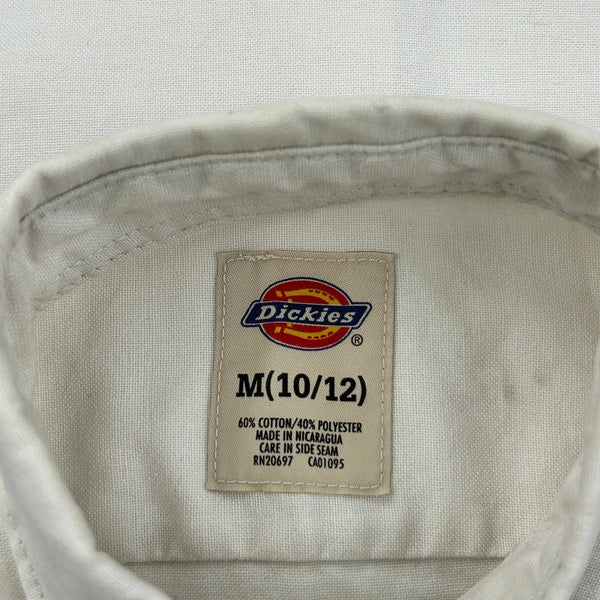 Dickies
®
M(10/12)
60% COTTON/40% POLYESTER
MADE IN NICARAGUA
CARE IN SIDE SEAM
RN20697 CA01095